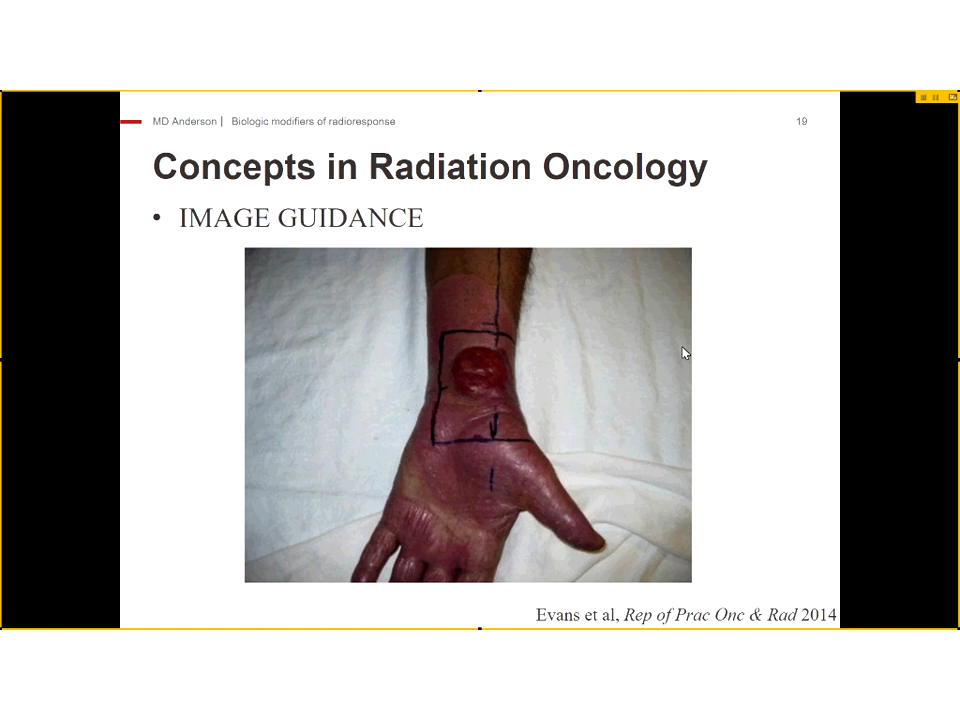 MD Anderson | Biologic modifiers of radioresponse 19
Concepts in Radiation Oncology
• IMAGE GUIDANCE
Evans et al, Rep of Prac Onc & Rad 2014